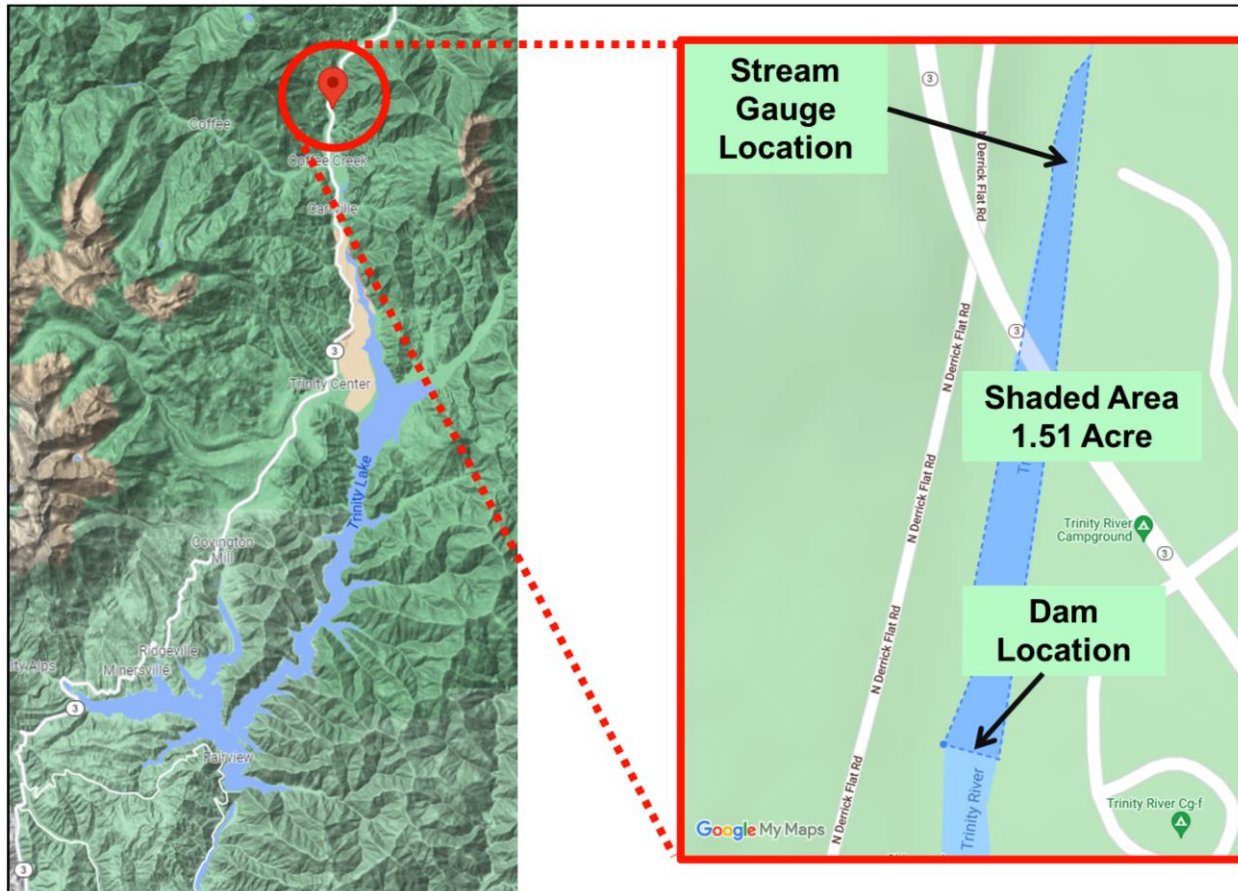 Coffee
Coffee Creek
Carrville
3
Trinity Center
Trinity Lake
Covington
Mill
Ridgeville
Minersville
ity Alps
3
Fairview
3
Stream
Gauge
Location
3
N Derrick Flat Rd
N Derrick Flat Rd
3
Shaded Area
1.51 Acre
N Derrick Flat Rd
N Derrick Flat Rd
Trinity River
Campground
3
Dam
Location
N Derrick Flat Rd
Trinity River
Trinity River Cg-f
Google My Maps